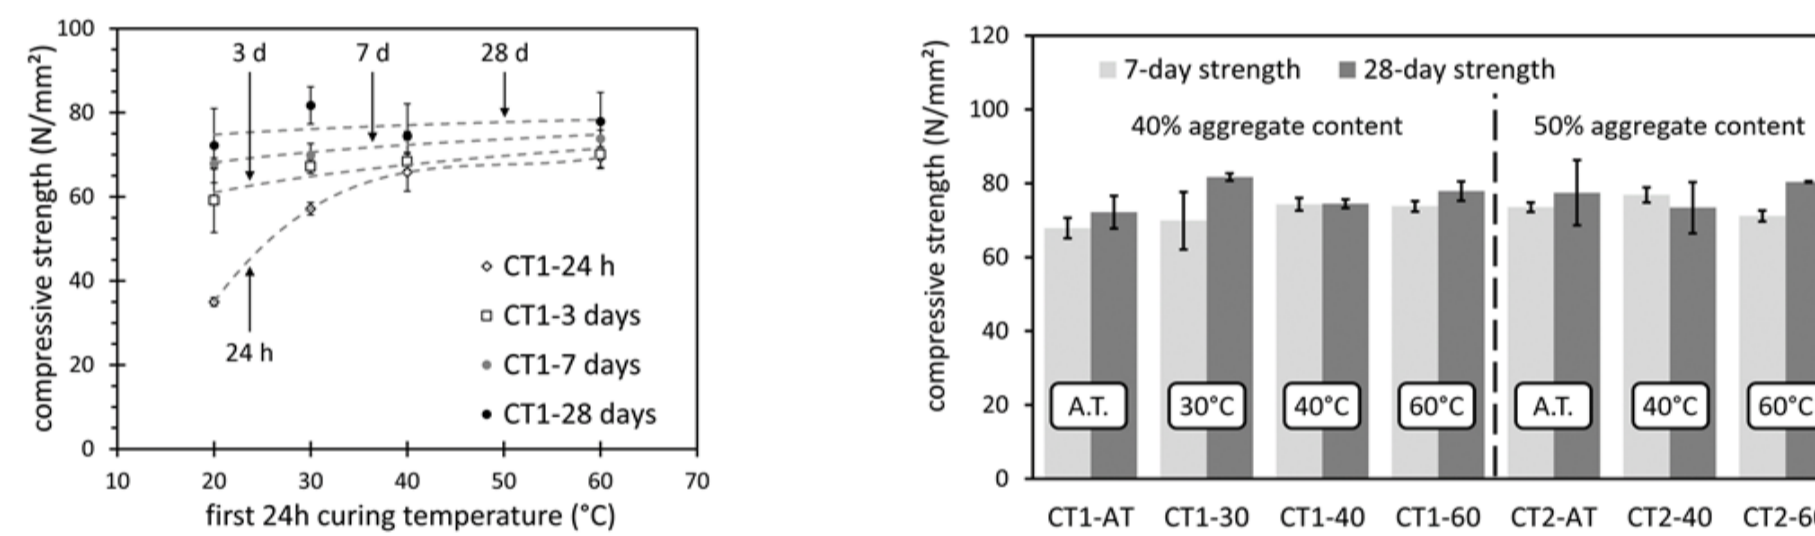 100
80
60
40
20
0
compressive strength (N/mm²)
3 d
7 d
28 d
24 h
CT1-24 h
CT1-3 days
CT1-7 days
CT1-28 days
10 20 30 40 50 60 70
first 24h curing temperature (°C)
120
100
80
60
40
20
0
compressive strength (N/mm²)
7-day strength 28-day strength
40% aggregate content 50% aggregate content
A.T. 30°C 40°C 60°C A.T. 40°C 60°C
CT1-AT CT1-30 CT1-40 CT1-60 CT2-AT CT2-40 CT2-6